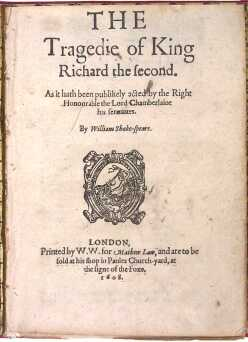 THE
Tragedie of King
Richard the second.
As it hath been publikely acted by the Right
Honourable the Lord Chamberlaine
his seruantes.
By William Shake-speare.
LONDON,
Printed by W.W. for Mathew Law, and are to be
sold at his shop in Paules Church-yard, at
the signe of the Foxe.
1608.